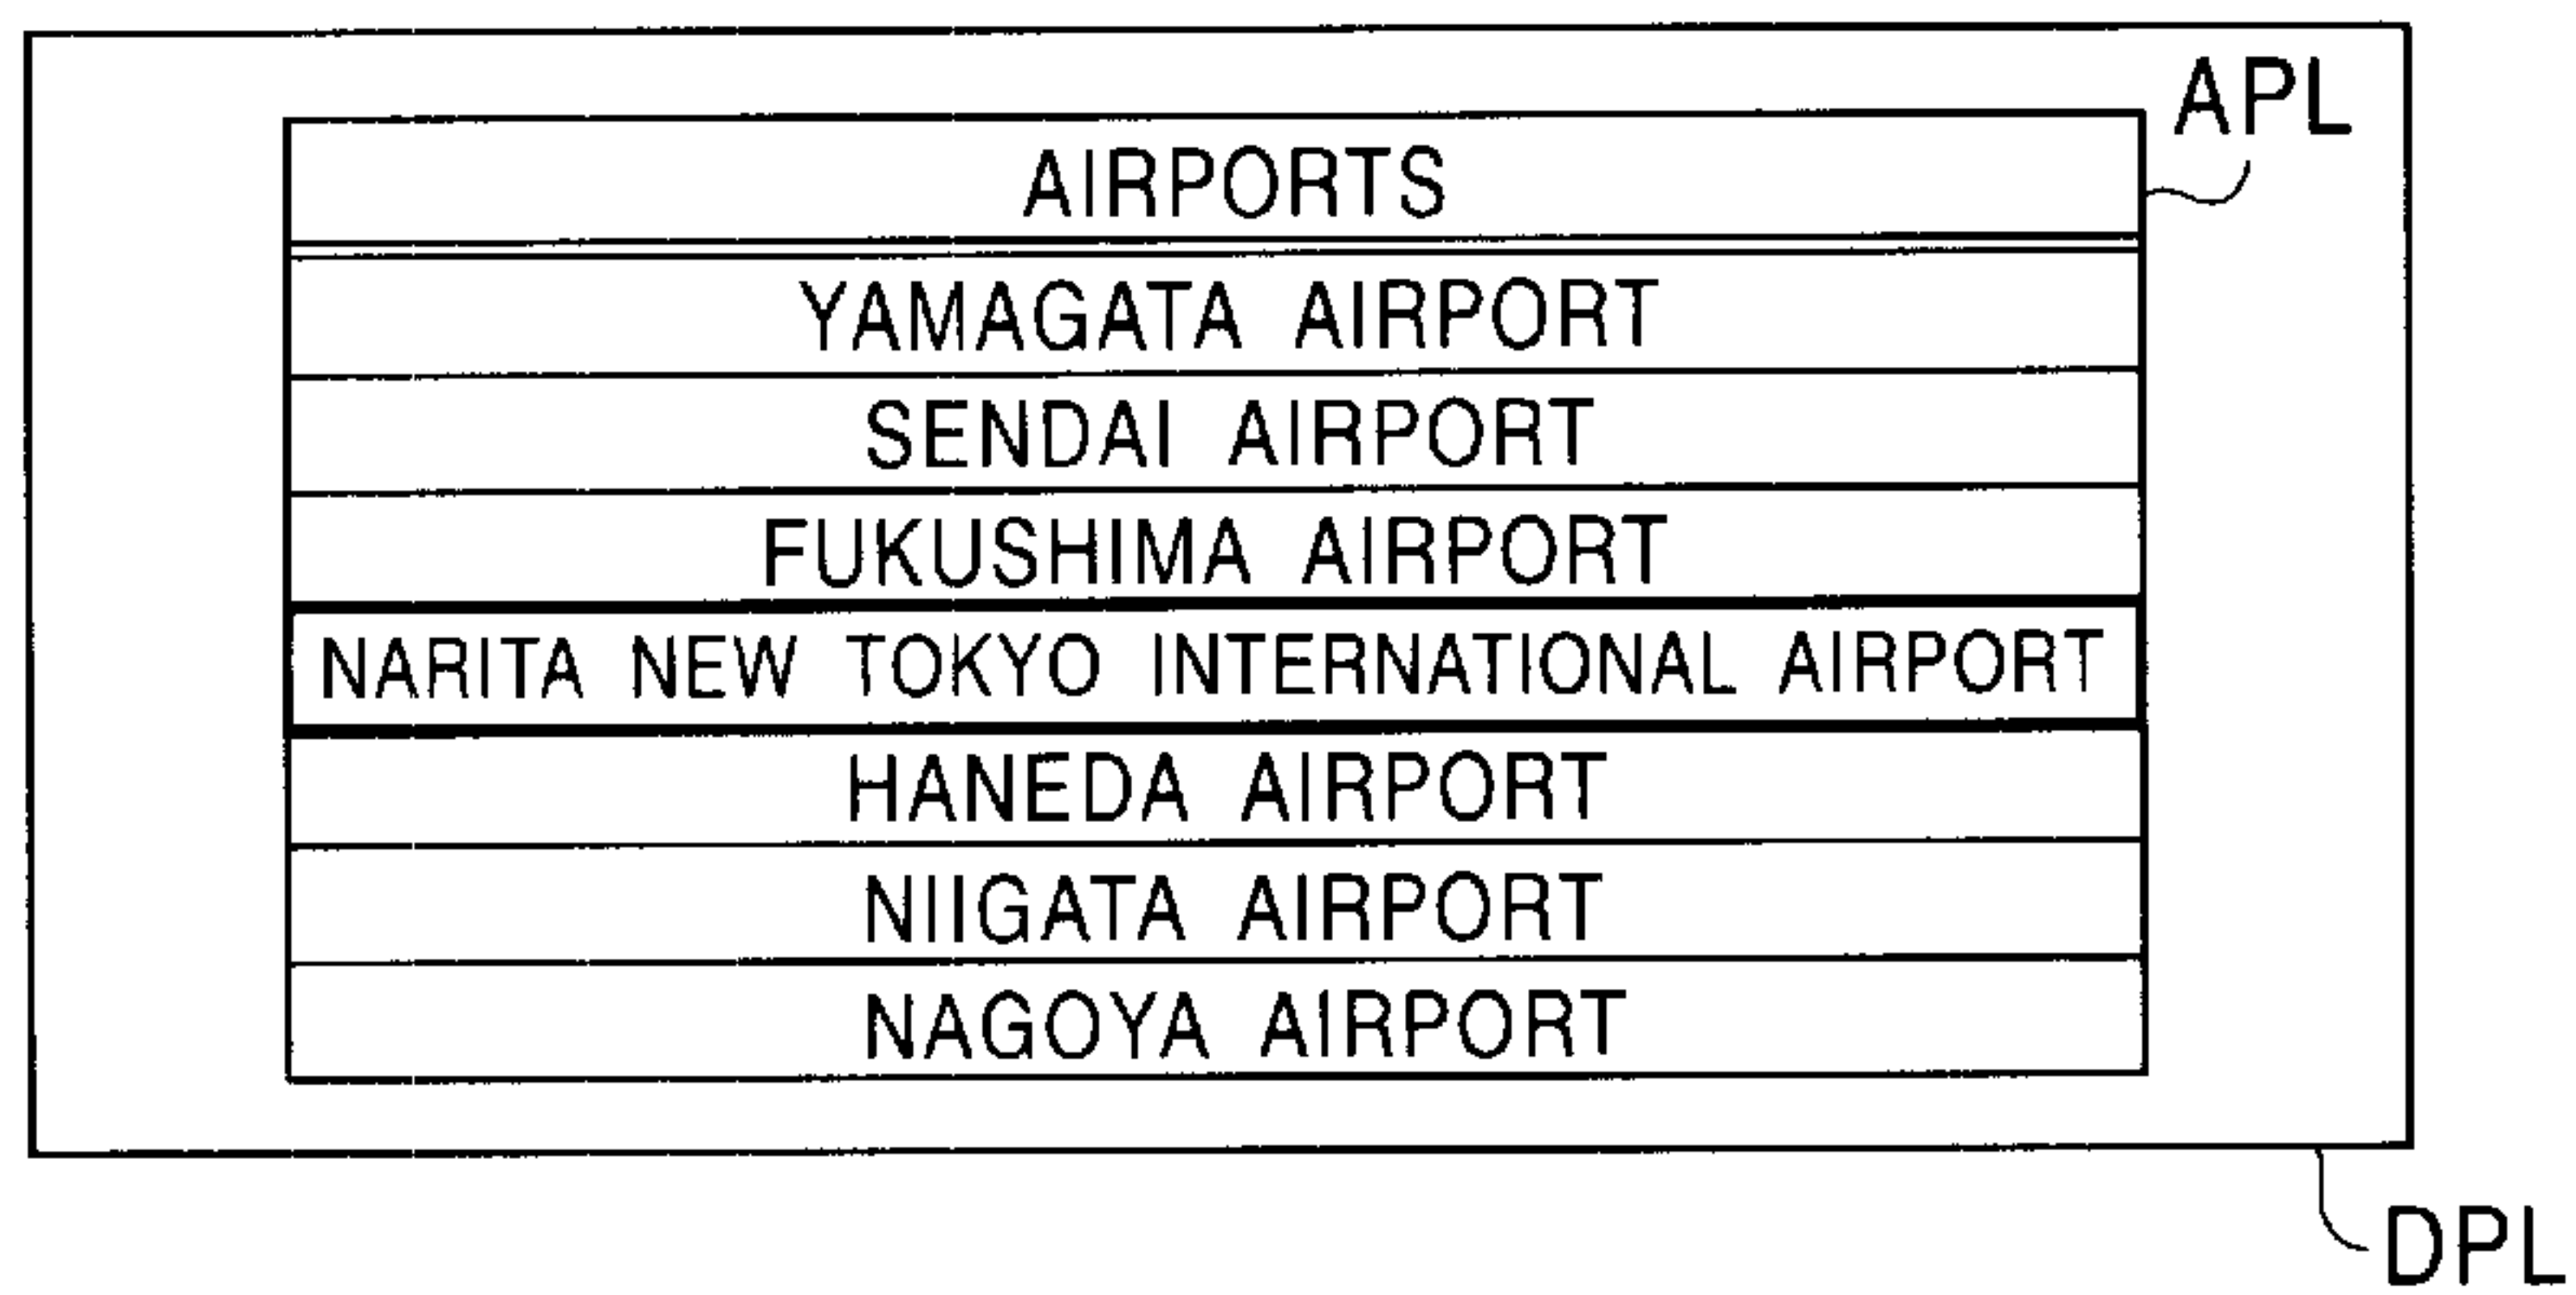 APL
AIRPORTS
YAMAGATA AIRPORT
SENDAI AIRPORT
FUKUSHIMA AIRPORT
NARITA NEW TOKYO INTERNATIONAL AIRPORT
HANEDA AIRPORT
NIIGATA AIRPORT
NAGOYA AIRPORT
DPL